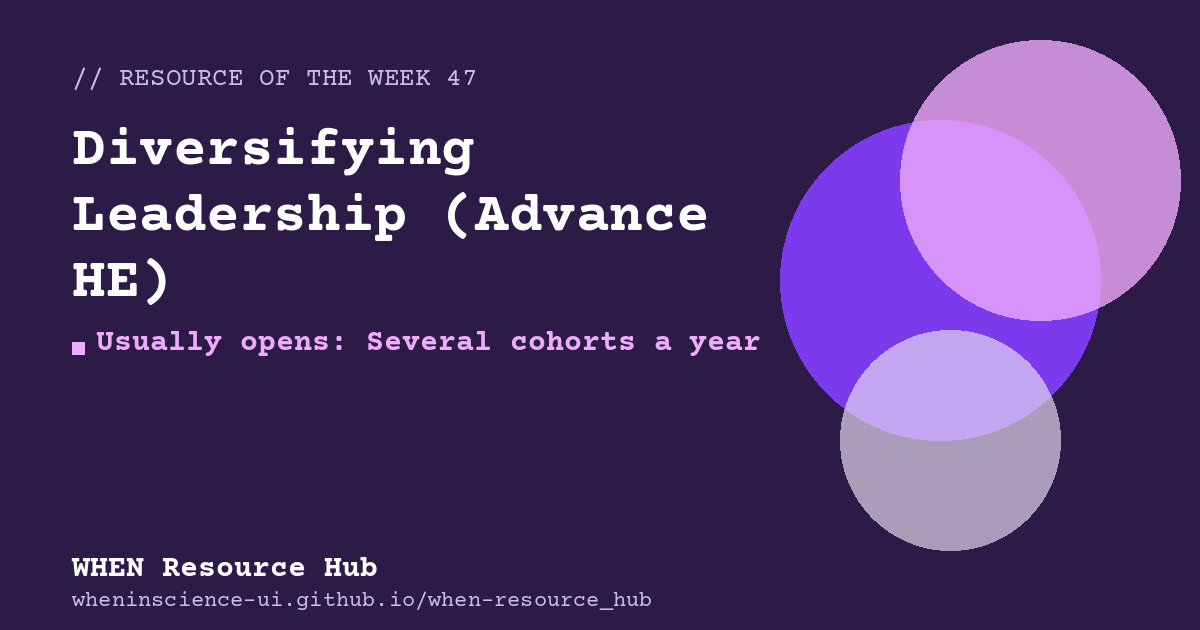 // RESOURCE OF THE WEEK 47
Diversifying
Leadership (Advance
HE)
Usually opens: Several cohorts a year
WHEN Resource Hub
wheninscience-ui.github.io/when-resource_hub